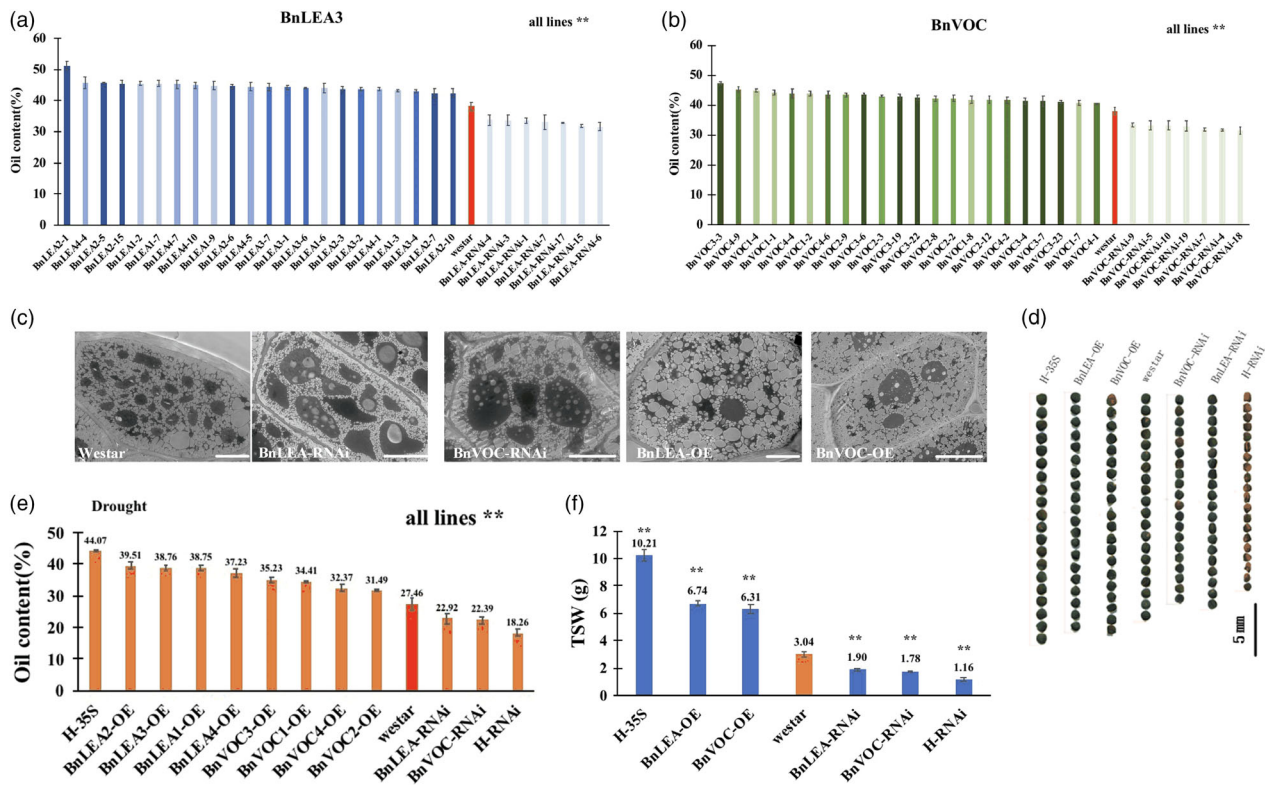 (a)
BnLEA3
all lines **
Oil content(%)
60
50
40
30
20
10
0
BnLEA2-1
BnLEA4-6
BnLEA2-5
BnLEA2-15
BnLEA1-2
BnLEA1-7
BnLEA4-7
BnLEA4-10
BnLEA1-9
BnLEA2-6
BnLEA4-5
BnLEA3-7
BnLEA3-1
BnLEA3-6
BnLEA1-6
BnLEA2-3
BnLEA2-2
BnLEA4-1
BnLEA1-3
BnLEA3-4
BnLEA2-7
BnLEA2-10
westar
BnLEA-RNAi-4
BnLEA-RNAi-3
BnLEA-RNAi-1
BnLEA-RNAi-7
BnLEA-RNAi-17
BnLEA-RNAi-15
BnLEA-RNAi-6
(b)
BnVOC
all lines **
Oil content(%)
60
50
40
30
20
10
0
BnVOC3-3
BnVOC4-9
BnVOC1-4
BnVOC1-1
BnVOC4-4
BnVOC1-2
BnVOC4-6
BnVOC2-9
BnVOC3-6
BnVOC2-3
BnVOC3-19
BnVOC3-22
BnVOC2-8
BnVOC2-2
BnVOC1-8
BnVOC2-12
BnVOC4-2
BnVOC3-4
BnVOC3-7
BnVOC3-23
BnVOC1-7
BnVOC4-1
westar
BnVOC-RNAi-9
BnVOC-RNAi-5
BnVOC-RNAi-10
BnVOC-RNAi-19
BnVOC-RNAi-7
BnVOC-RNAi-4
BnVOC-RNAi-18
(c)
Westar
BnLEA-RNAi
BnVOC-RNAi
BnLEA-OE
BnVOC-OE
(d)
H-35S
BnLEA-OE
BnVOC-OE
westar
BnVOC-RNAi
BnLEA-RNAi
H-RNAi
5 mm
(e)
Drought
all lines **
Oil content(%)
50
40
30
20
10
0
44.07
39.51
38.76
38.75
37.23
35.23
34.41
32.37
31.49
27.46
22.92
22.39
18.26
H-35S
BnLEA2-OE
BnLEA3-OE
BnLEA1-OE
BnLEA4-OE
BnVOC3-OE
BnVOC1-OE
BnVOC4-OE
BnVOC2-OE
westar
BnLEA-RNAi
BnVOC-RNAi
H-RNAi
(f)
TSW (g)
12
10
8
6
4
2
0
**
10.21
**
6.74
**
6.31
3.04
**
1.90
**
1.78
**
1.16
H-35S
BnLEA-OE
BnVOC-OE
westar
BnLEA-RNAi
BnVOC-RNAi
H-RNAi